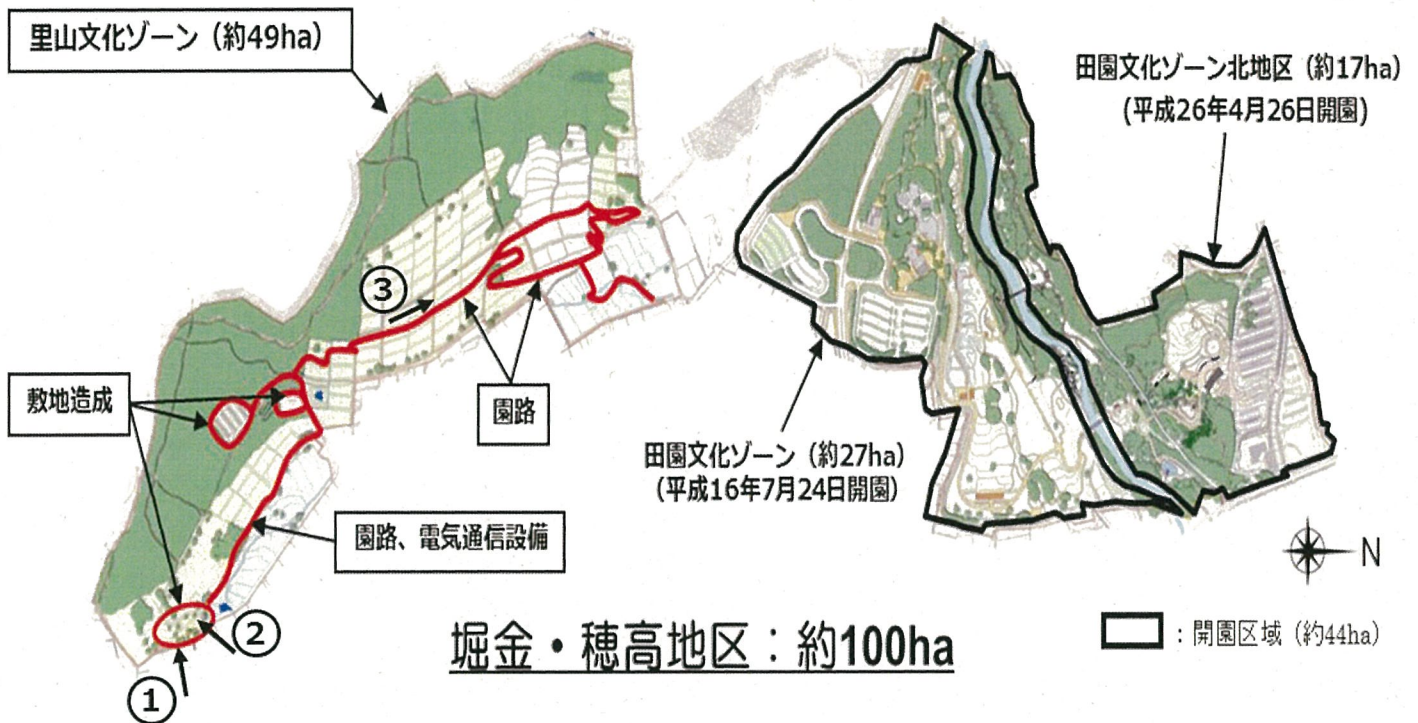 里山文化ゾーン（約49ha）
田園文化ゾーン北地区（約17ha）
(平成26年4月26日開園)
③
敷地造成
園路
田園文化ゾーン（約27ha）
（平成16年7月24日開園）
園路、電気通信設備
N
②
①
堀金・穂高地区：約100ha
：開園区域（約44ha）